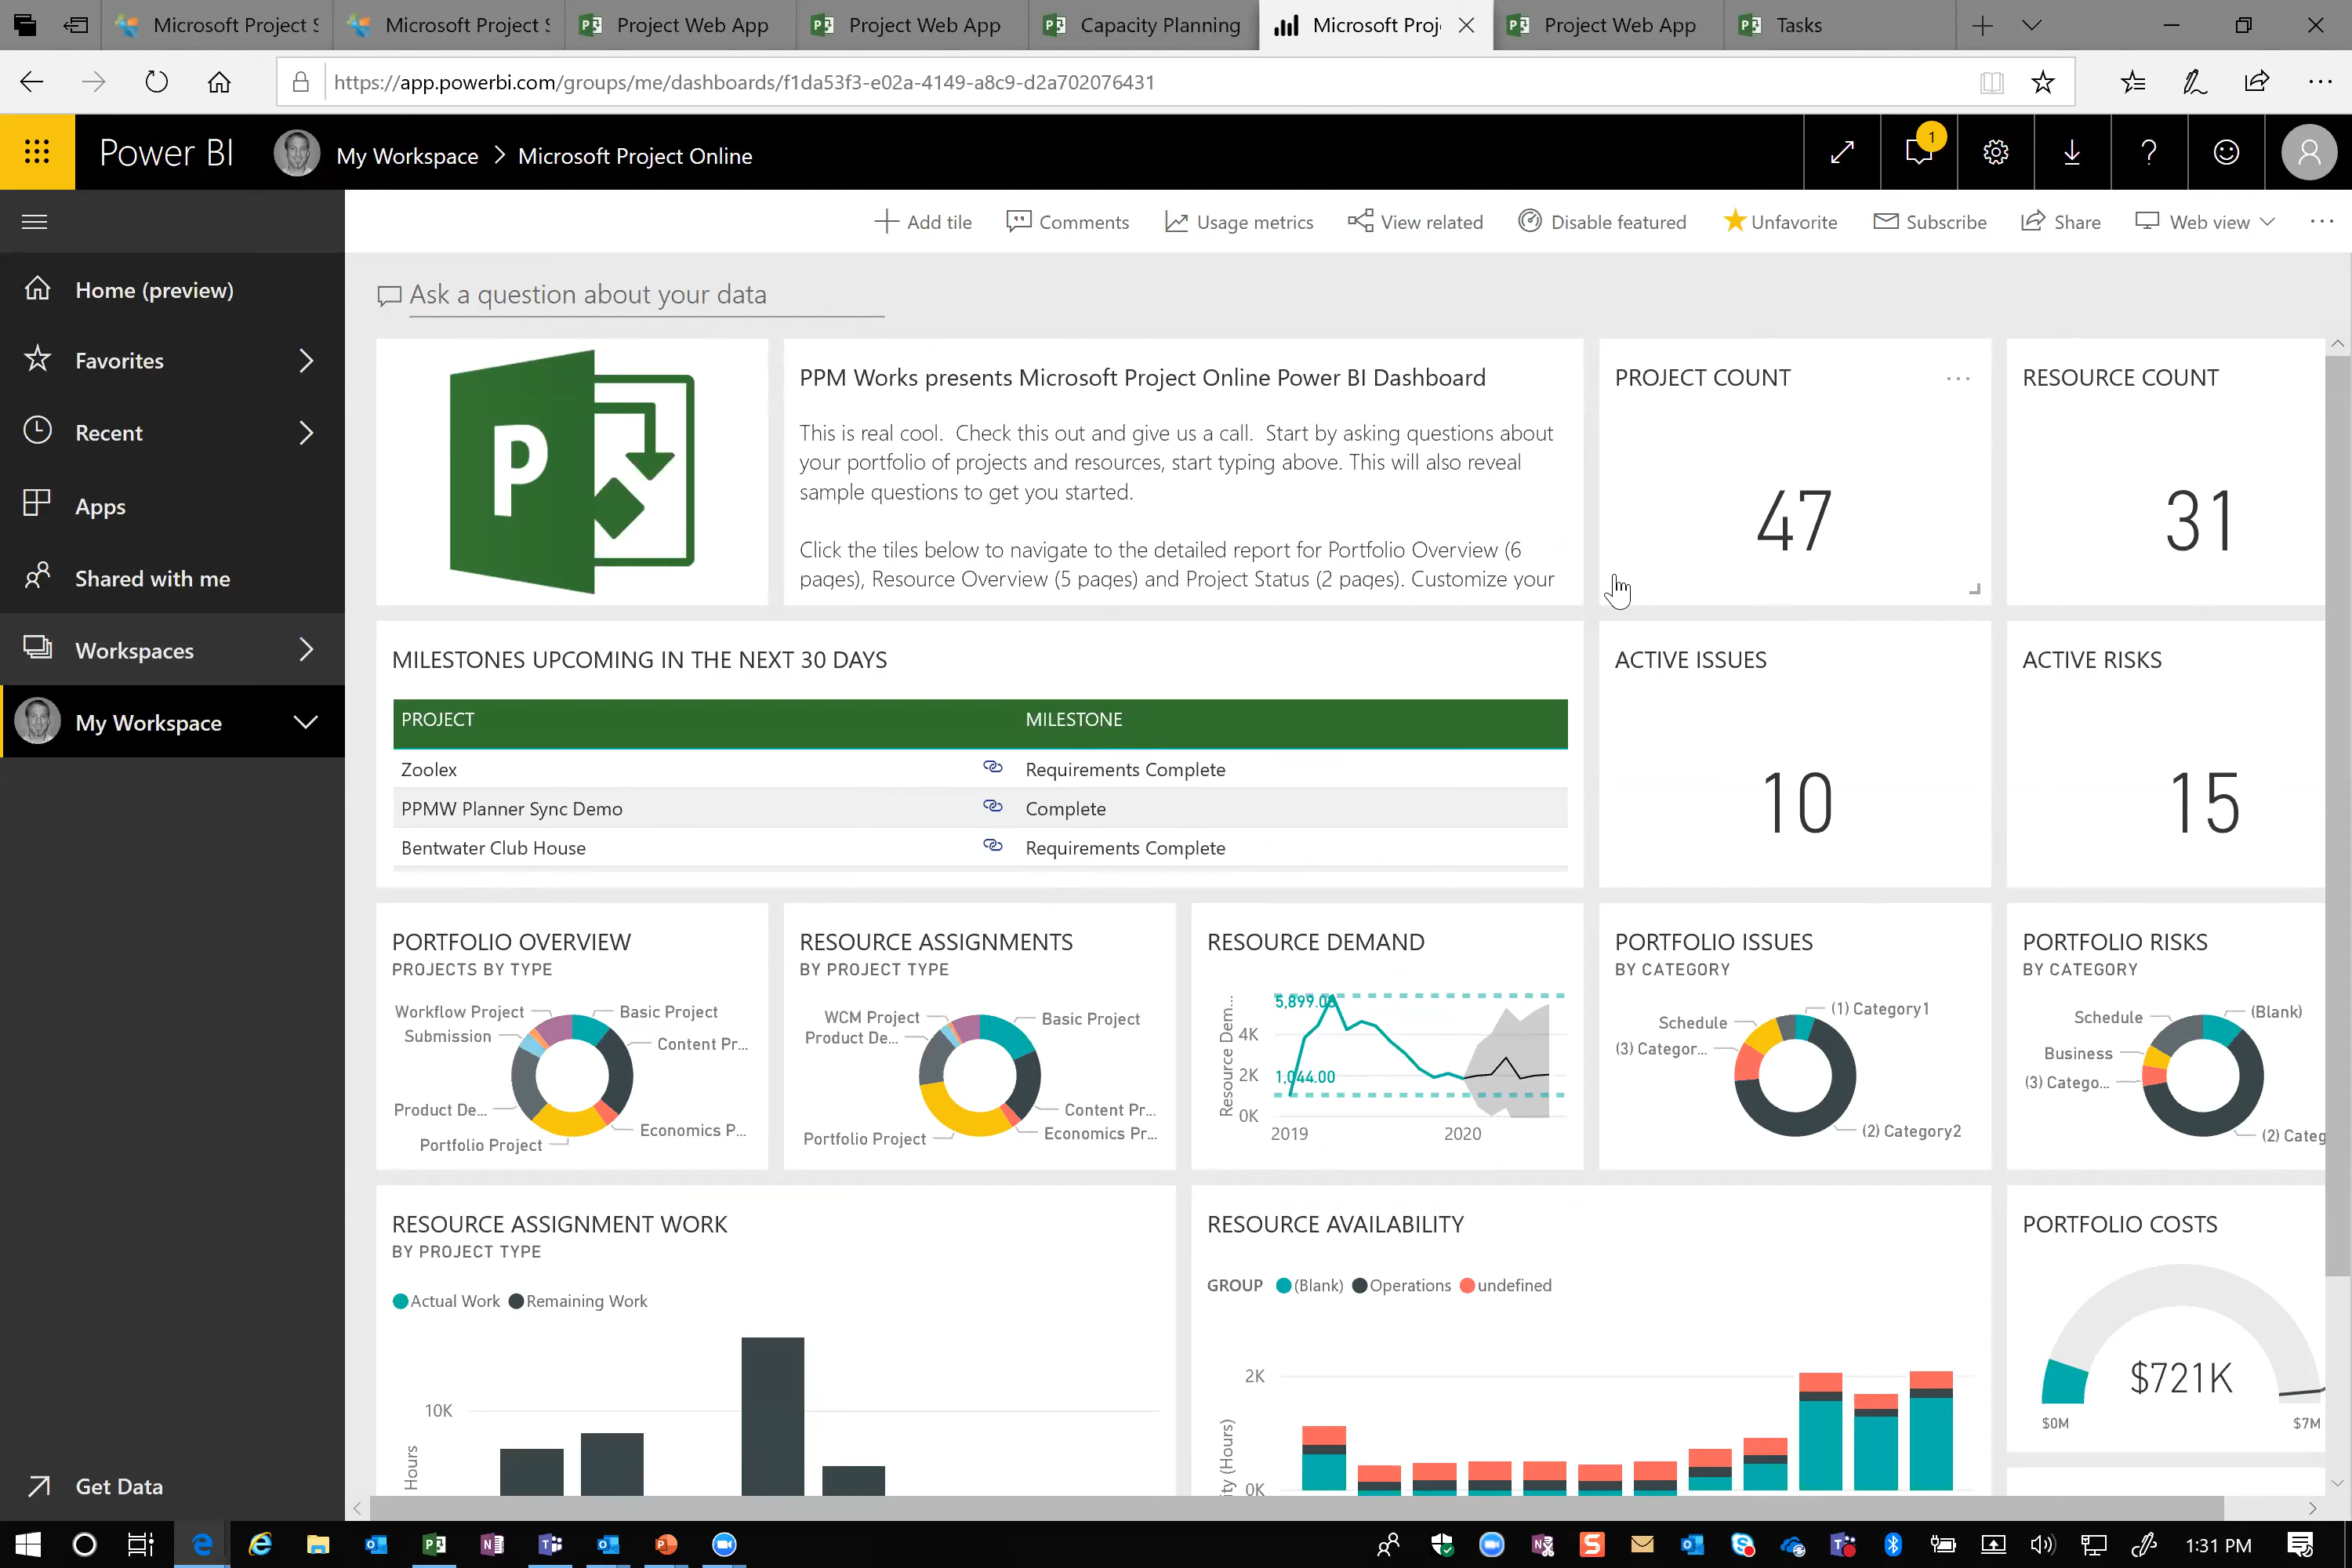 Microsoft Project S
Microsoft Project S
Project Web App
Project Web App
Capacity Planning
Microsoft Proj
Project Web App
Tasks
https://app.powerbi.com/groups/me/dashboards/f1da53f3-e02a-4149-a8c9-d2a702076431
Power BI
My Workspace > Microsoft Project Online
1
Add tile
Comments
Usage metrics
View related
Disable featured
Unfavorite
Subscribe
Share
Web view
Home (preview)
Favorites
Recent
Apps
Shared with me
Workspaces
My Workspace
Get Data
Ask a question about your data
P
PPM Works presents Microsoft Project Online Power BI Dashboard
This is real cool.  Check this out and give us a call.  Start by asking questions about
your portfolio of projects and resources, start typing above. This will also reveal
sample questions to get you started.
Click the tiles below to navigate to the detailed report for Portfolio Overview (6
pages), Resource Overview (5 pages) and Project Status (2 pages). Customize your
PROJECT COUNT
47
RESOURCE COUNT
31
MILESTONES UPCOMING IN THE NEXT 30 DAYS
PROJECT MILESTONE
Zoolex Requirements Complete
PPMW Planner Sync Demo Complete
Bentwater Club House Requirements Complete
ACTIVE ISSUES
10
ACTIVE RISKS
15
PORTFOLIO OVERVIEW
PROJECTS BY TYPE
Workflow Project
Basic Project
Submission
Content Pr...
Product De...
Economics P...
Portfolio Project
RESOURCE ASSIGNMENTS
BY PROJECT TYPE
WCM Project
Basic Project
Product De...
Content Pr...
Economics Pr...
Portfolio Project
RESOURCE DEMAND
Resource Dem...
5,899.00
4K
2K
1,044.00
0K
2019
2020
PORTFOLIO ISSUES
BY CATEGORY
(1) Category1
Schedule
(3) Categor...
(2) Category2
PORTFOLIO RISKS
BY CATEGORY
Schedule
(Blank)
Business
(3) Catego...
(2) Categ
RESOURCE ASSIGNMENT WORK
BY PROJECT TYPE
Actual Work
Remaining Work
10K
Hours
RESOURCE AVAILABILITY
GROUP (Blank) Operations undefined
2K
0K
ity (Hours)
PORTFOLIO COSTS
$721K
$0M
$7M
1:31 PM